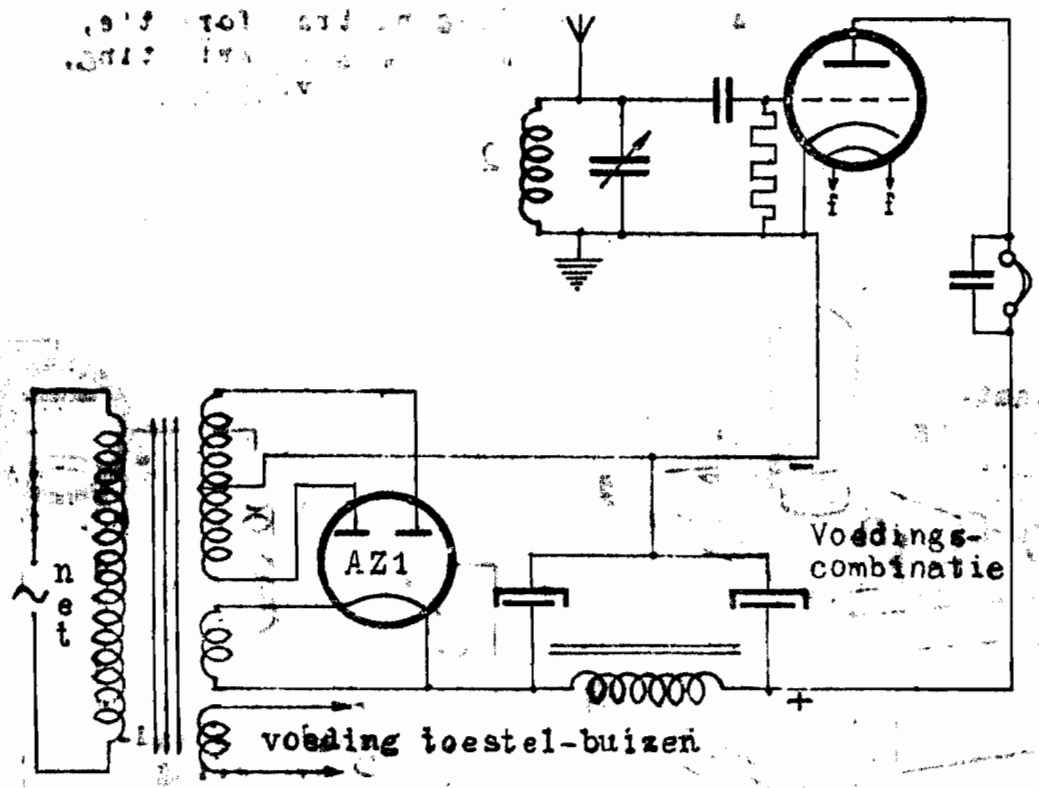 f f
n
e
t
AZ1
-
Voedings-
combinatie
+
voeding toestel-buizen